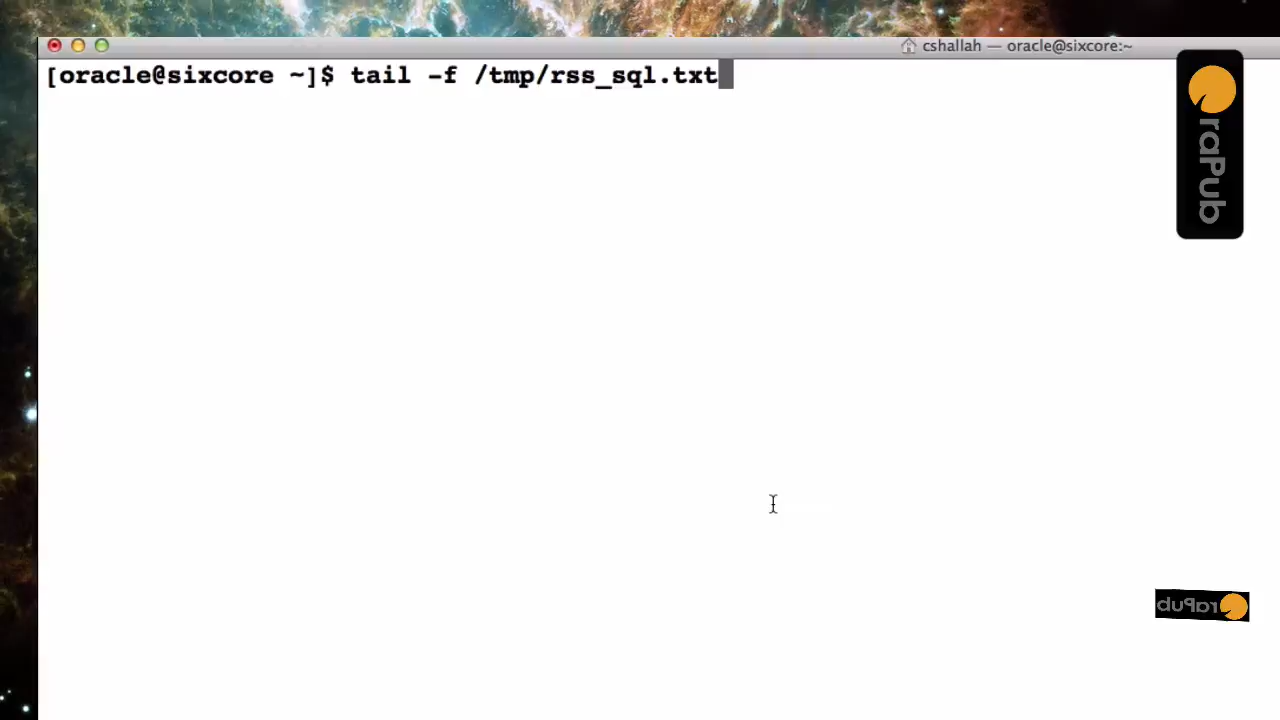 cshallah — oracle@sixcore:~
[oracle@sixcore ~]$ tail -f /tmp/rss_sql.txt
OraPub
OraPub